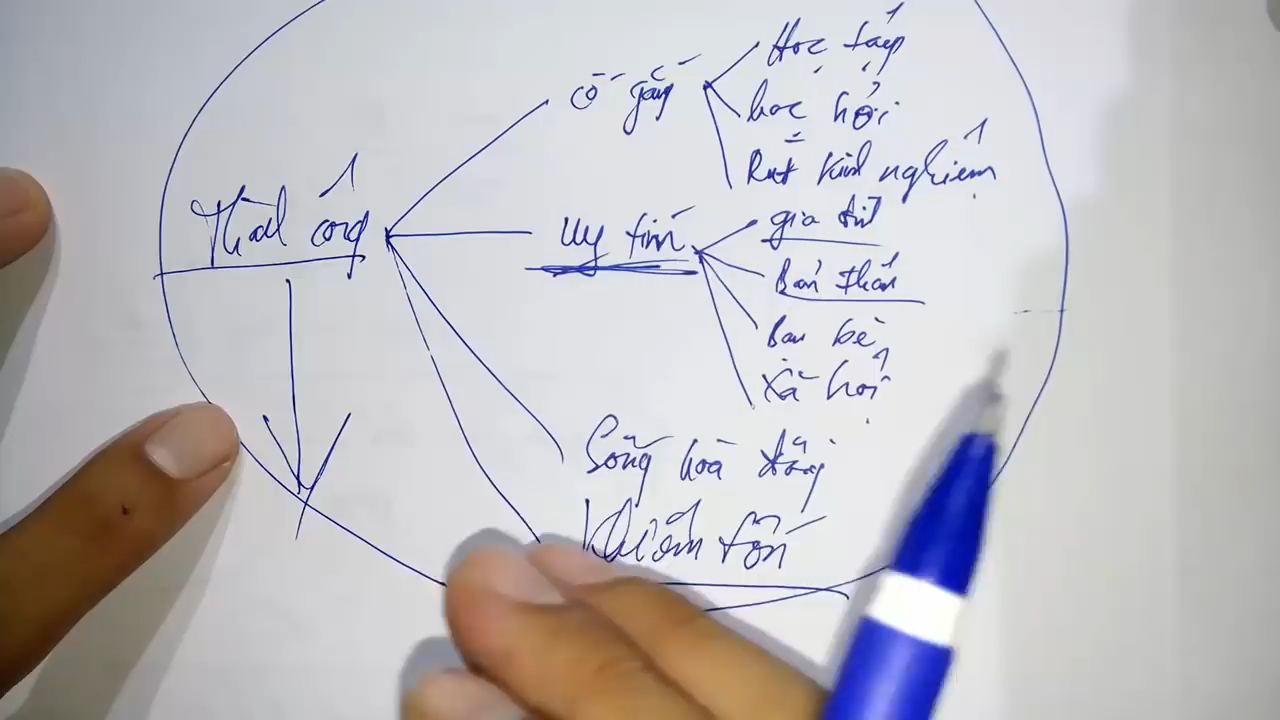 Thành công
cố gắng
Học tập
học hỏi
Rút kinh nghiệm
uy tín
gia đình
Bản thân
Bạn bè
Xã hội
Sống hoà đồng
Khiêm tốn